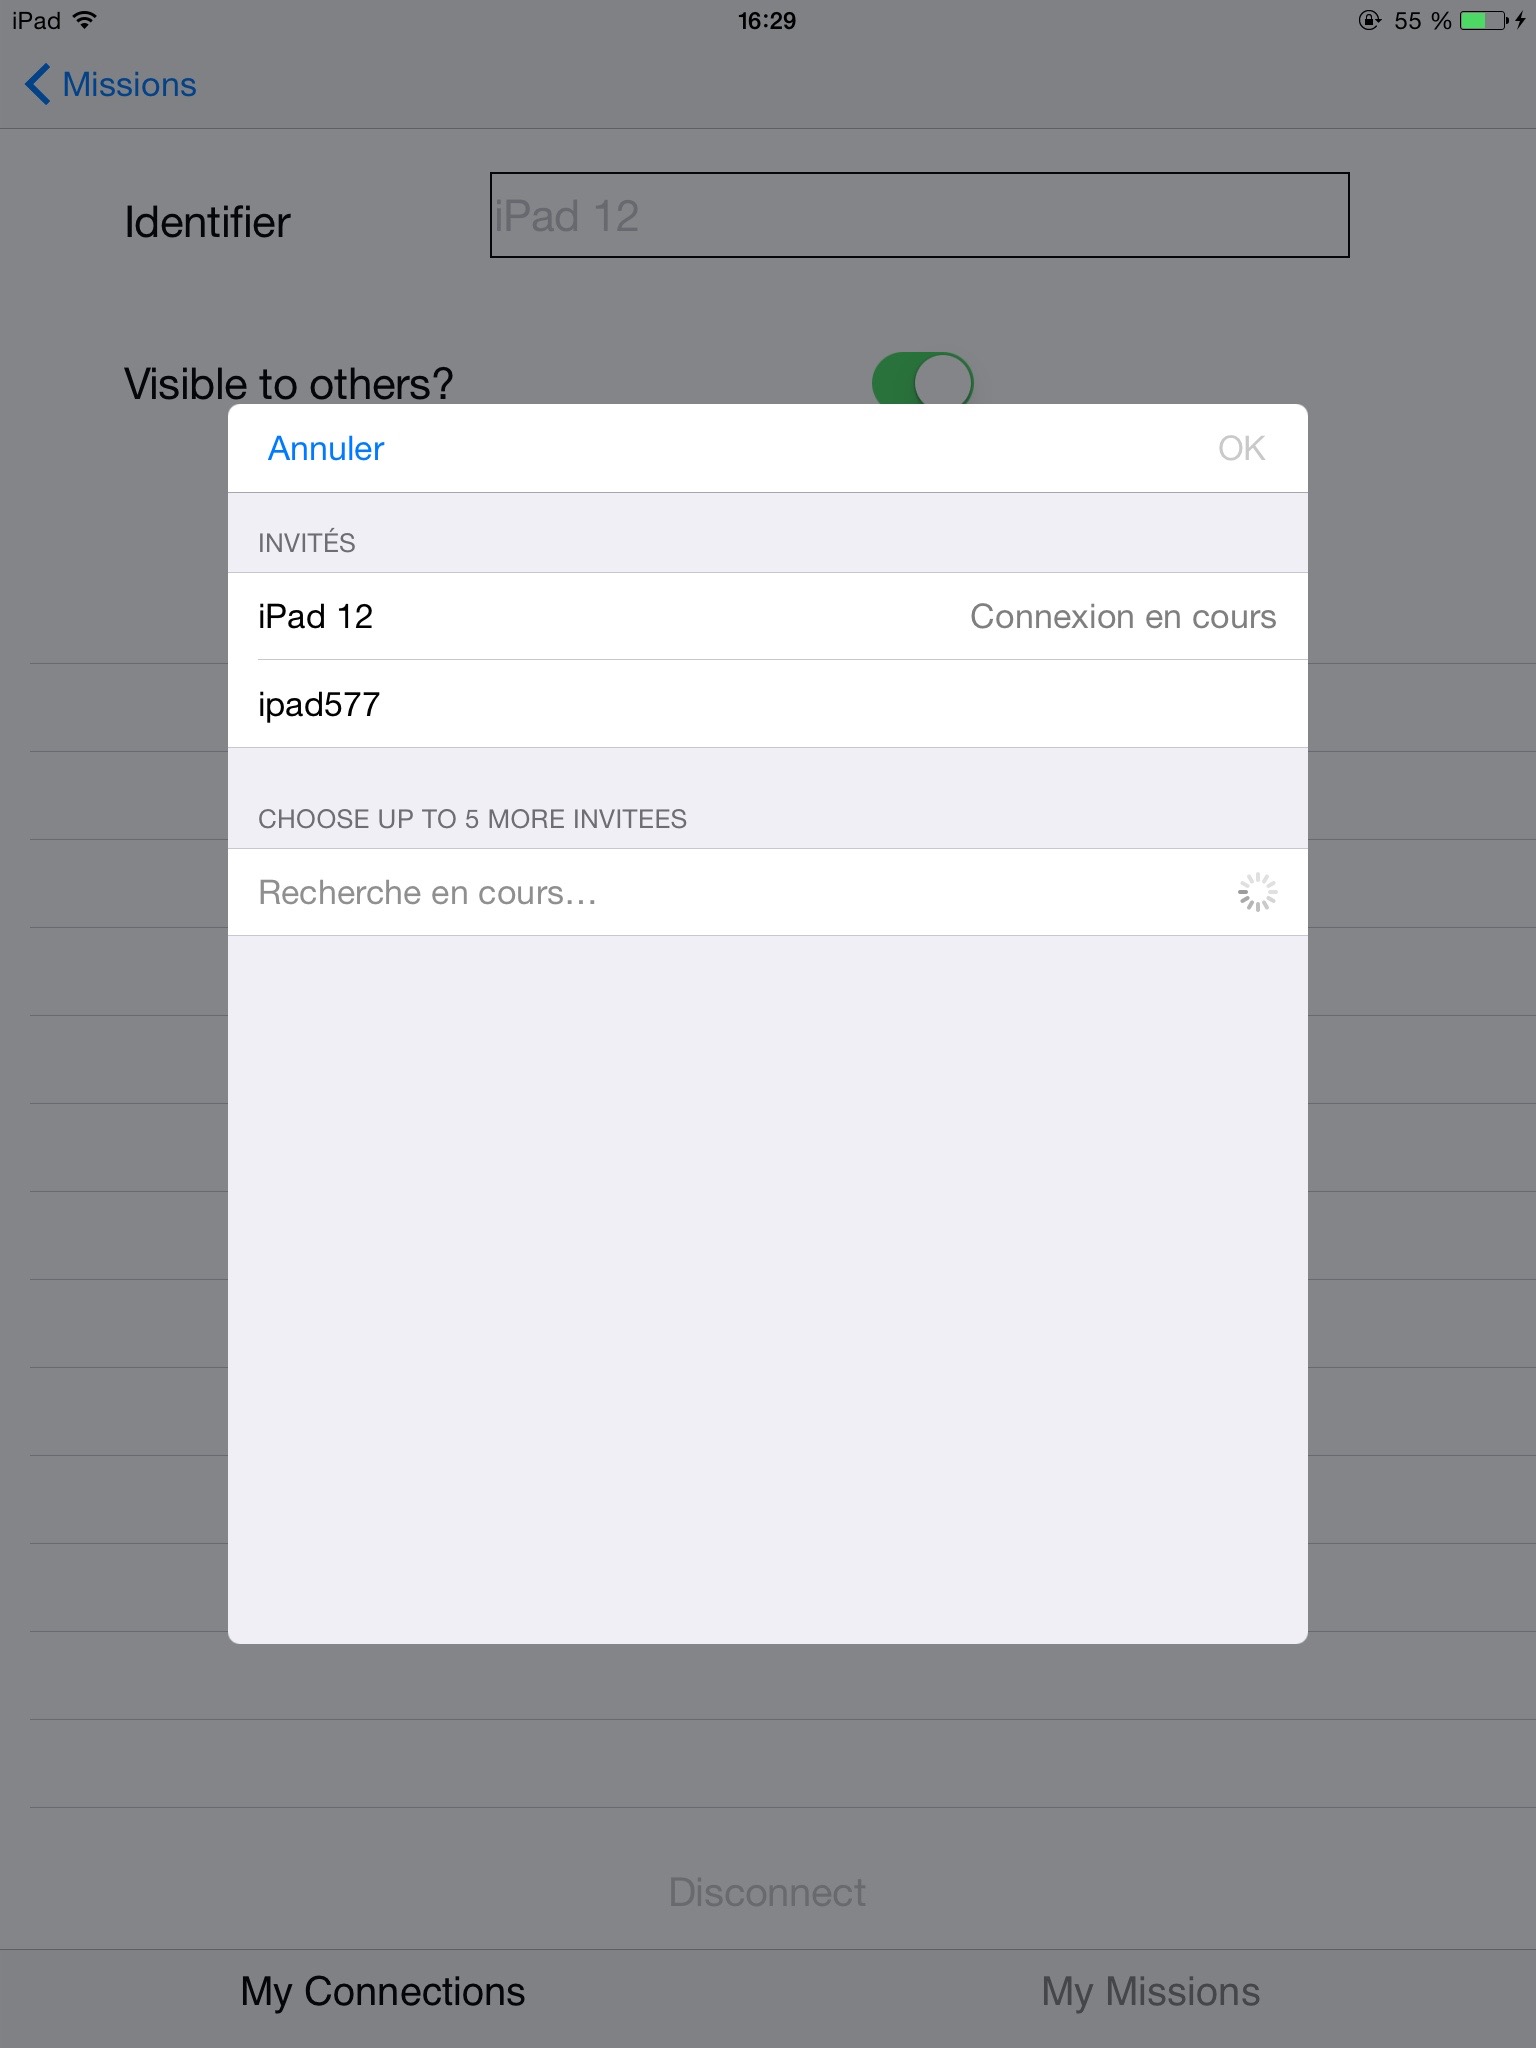 iPad 16:29 55 %
Missions
Identifier iPad 12
Visible to others?
Annuler OK
INVITÉS
iPad 12 Connexion en cours
ipad577
CHOOSE UP TO 5 MORE INVITEES
Recherche en cours...
Disconnect
My Connections My Missions